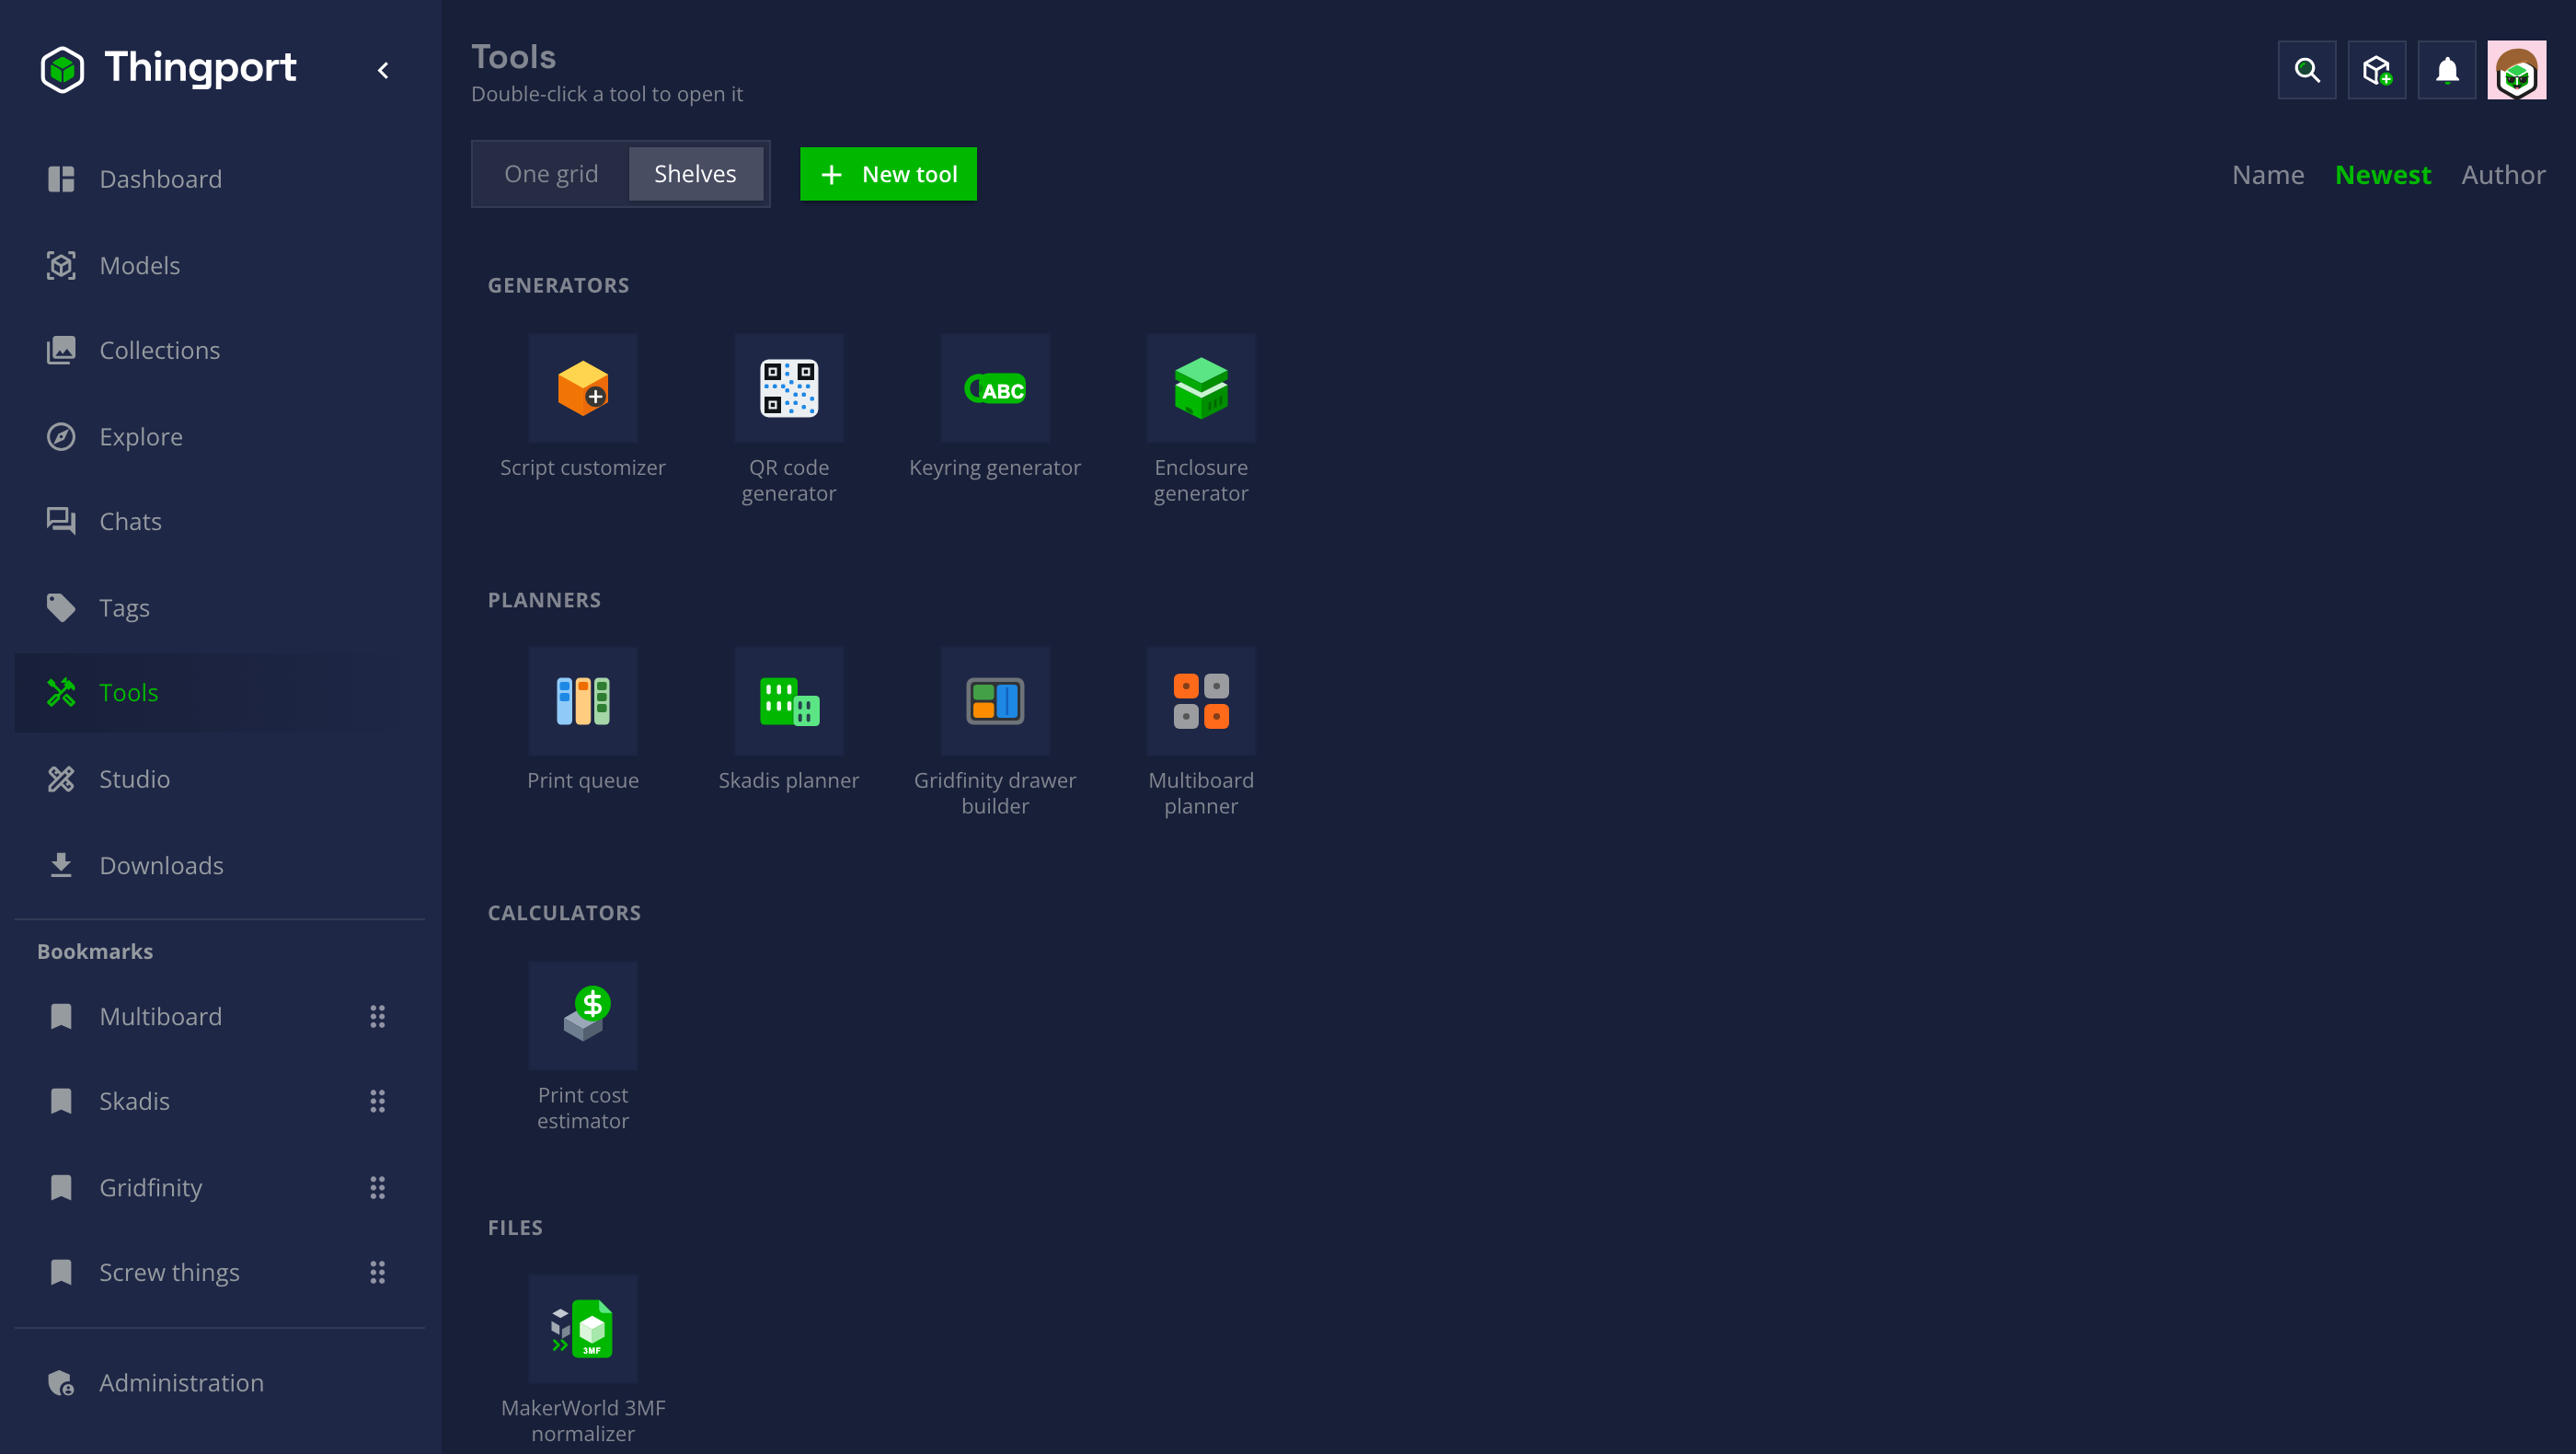 Thingport
Dashboard
Models
Collections
Explore
Chats
Tags
Tools
Studio
Downloads
Bookmarks
Multiboard
Skadis
Gridfinity
Screw things
Administration
Tools
Double-click a tool to open it
One grid
Shelves
New tool
Name
Newest
Author
GENERATORS
ABC
Script customizer
QR code
generator
Keyring generator
Enclosure
generator
PLANNERS
Print queue
Skadis planner
Gridfinity drawer
builder
Multiboard
planner
CALCULATORS
$
Print cost
estimator
FILES
3MF
MakerWorld 3MF
normalizer